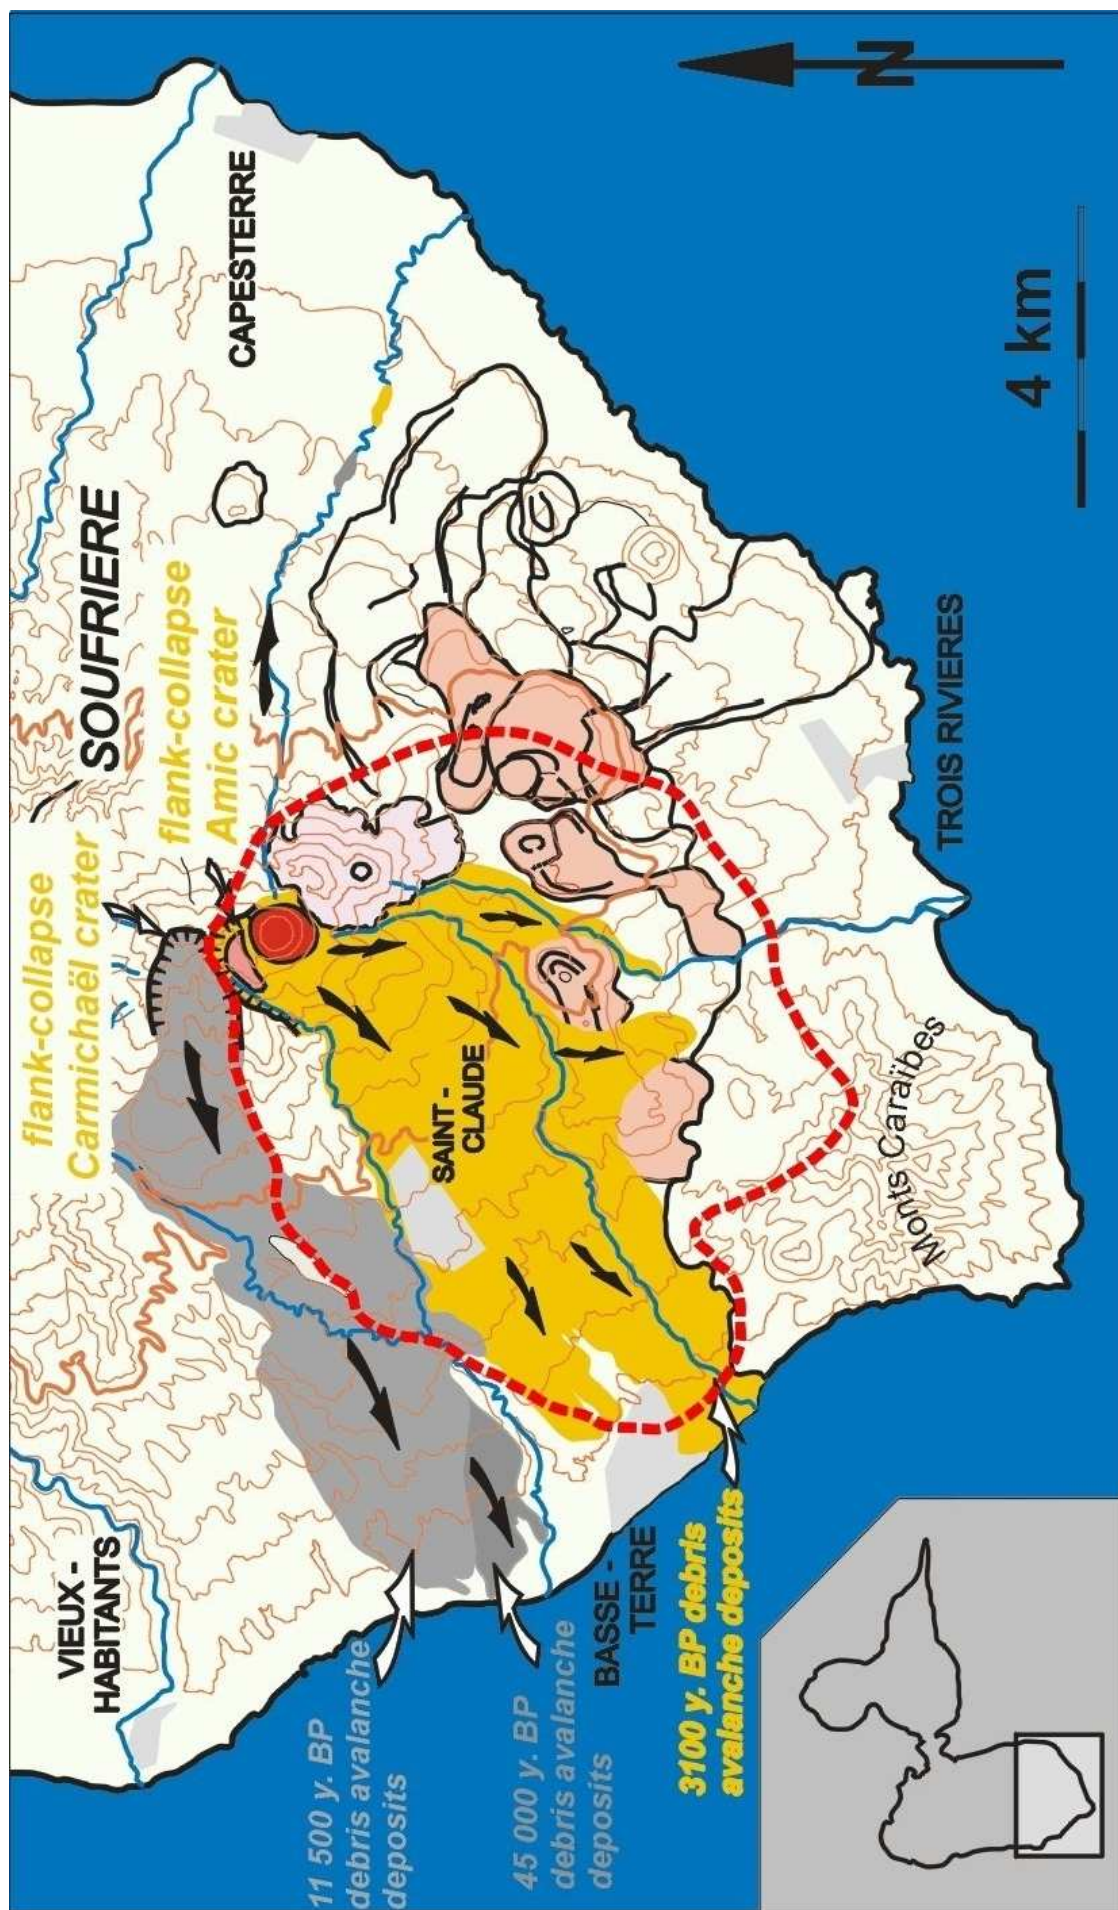 N
4 km
SOUFRIERE
flank-collapse
Carmichaël crater
flank-collapse
Amic crater
CAPESTERRE
VIEUX -
HABITANTS
SAINT -
CLAUDE
BASSE -
TERRE
TROIS RIVIERES
Monts Caraïbes
11 500 y. BP
debris avalanche
deposits
45 000 y. BP
debris avalanche
deposits
3100 y. BP debris
avalanche deposits